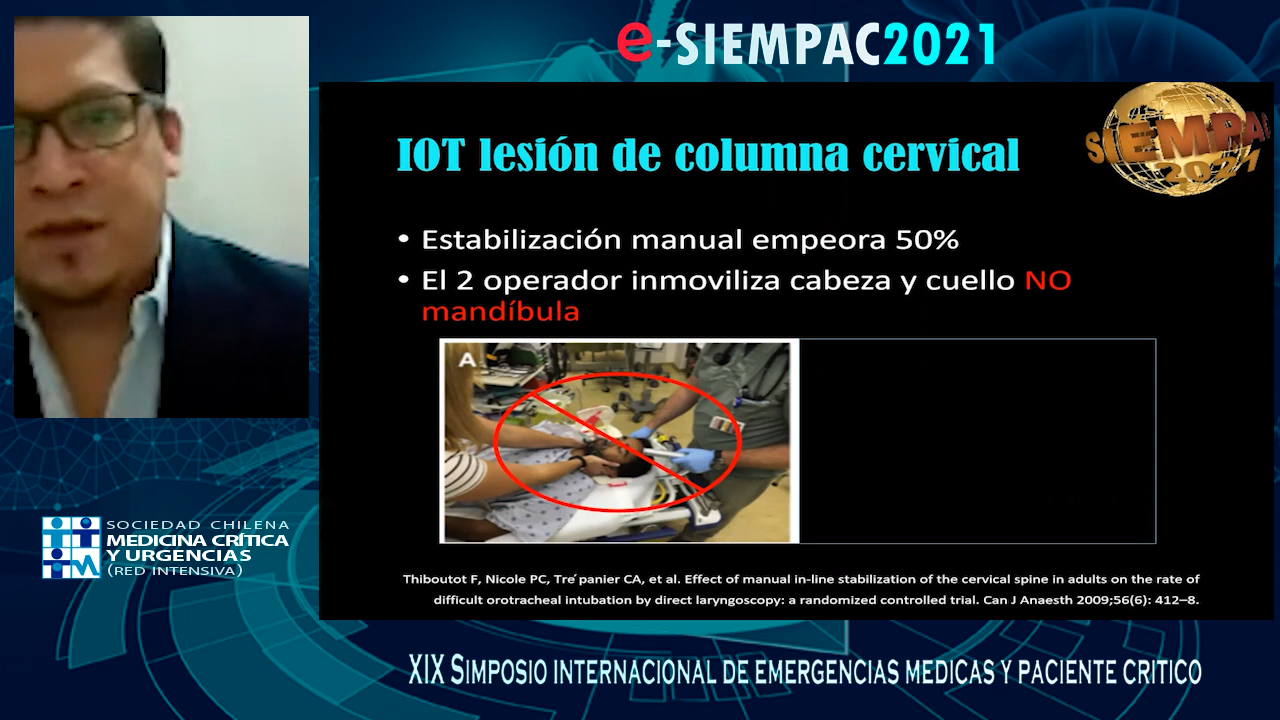 e-SIEMPAC2021
SIEMPAC
2021
IOT lesión de columna cervical
• Estabilización manual empeora 50%
• El 2 operador inmoviliza cabeza y cuello NO
mandíbula
A
SOCIEDAD CHILENA
MEDICINA CRÍTICA
Y URGENCIAS
(RED INTENSIVA)
Thiboutot F, Nicole PC, Tre´panier CA, et al. Effect of manual in-line stabilization of the cervical spine in adults on the rate of
difficult orotracheal intubation by direct laryngoscopy: a randomized controlled trial. Can J Anaesth 2009;56(6): 412–8.
XIX SIMPOSIO INTERNACIONAL DE EMERGENCIAS MEDICAS Y PACIENTE CRITICO